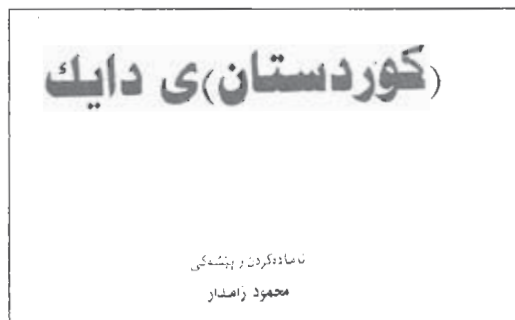 (کوردستان)ی دایک
ئامادەکردن و پێشەکی
محمود زامدار